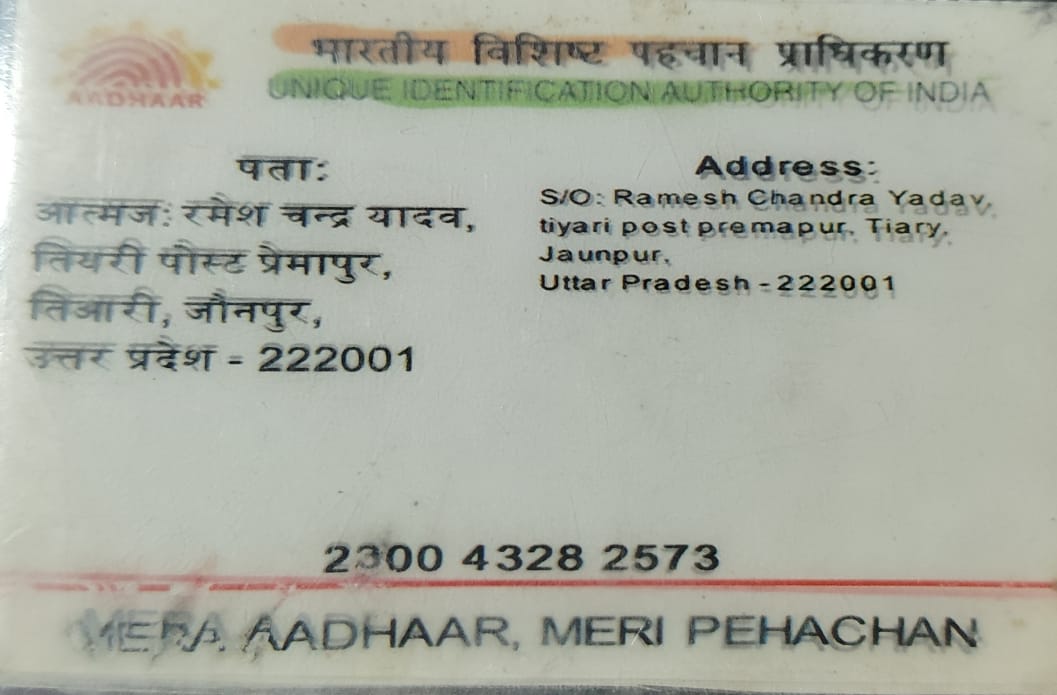 भारतीय विशिष्ट पहचान प्राधिकरण
AADHAAR
UNIQUE IDENTIFICATION AUTHORITY OF INDIA
पता:
आत्मज: रमेश चन्द्र यादव,
तियरी पोस्ट प्रेमापुर,
तिआरी, जौनपुर,
उत्तर प्रदेश - 222001
Address:
S/O: Ramesh Chandra Yadav,
tiyari post premapur, Tiary,
Jaunpur,
Uttar Pradesh - 222001
2300 4328 2573
MERA AADHAAR, MERI PEHACHAN